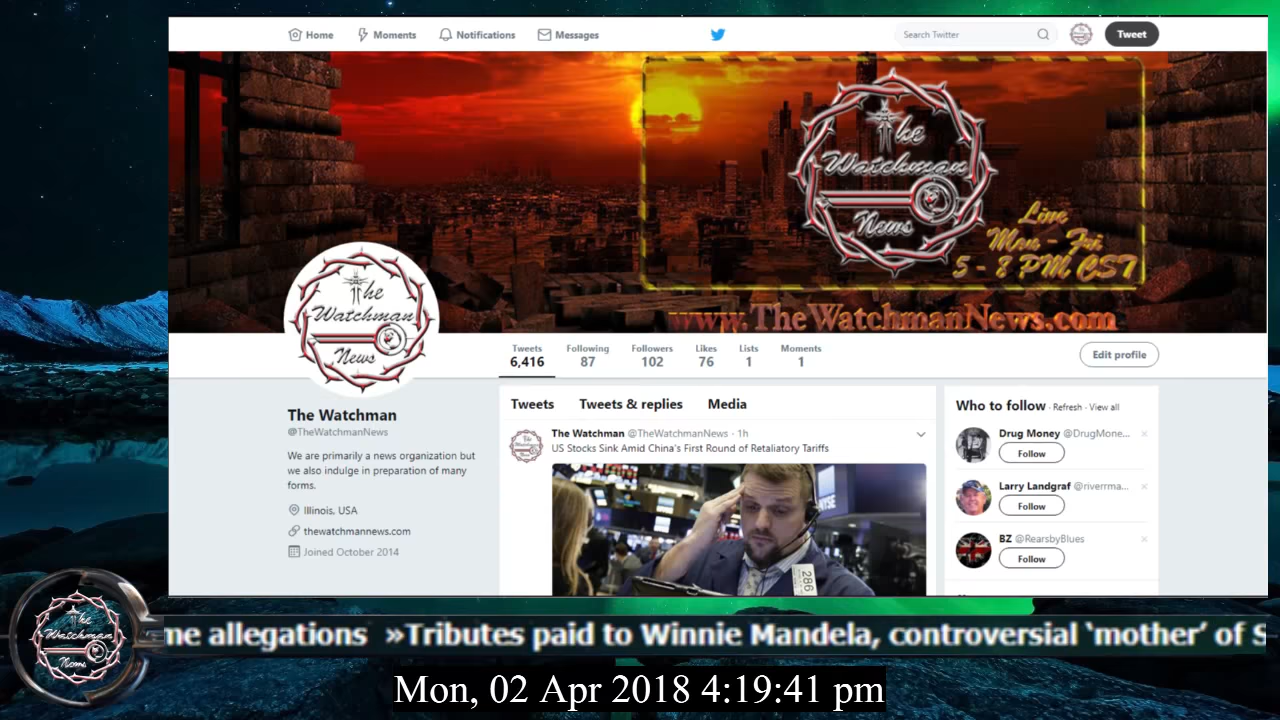 Home Moments Notifications Messages Search Twitter Tweet
The
Watchman
News
Live
Mon - Fri
5 - 8 PM CST
www.TheWatchmanNews.com
The
Watchman
News
Tweets Following Followers Likes Lists Moments
6,416 87 102 76 1 1
Edit profile
The Watchman
@TheWatchmanNews
We are primarily a news organization but
we also indulge in preparation of many
forms.
Illinois, USA
thewatchmannews.com
Joined October 2014
Tweets Tweets & replies Media
The Watchman @TheWatchmanNews · 1h
US Stocks Sink Amid China's First Round of Retaliatory Tariffs
NYSE
286
Who to follow · Refresh · View all
Drug Money @DrugMone...
Follow
Larry Landgraf @riverrma...
Follow
BZ @RearsbyBlues
Follow
The
Watchman
News
me allegations »Tributes paid to Winnie Mandela, controversial ‘mother’ of S
Mon, 02 Apr 2018 4:19:41 pm